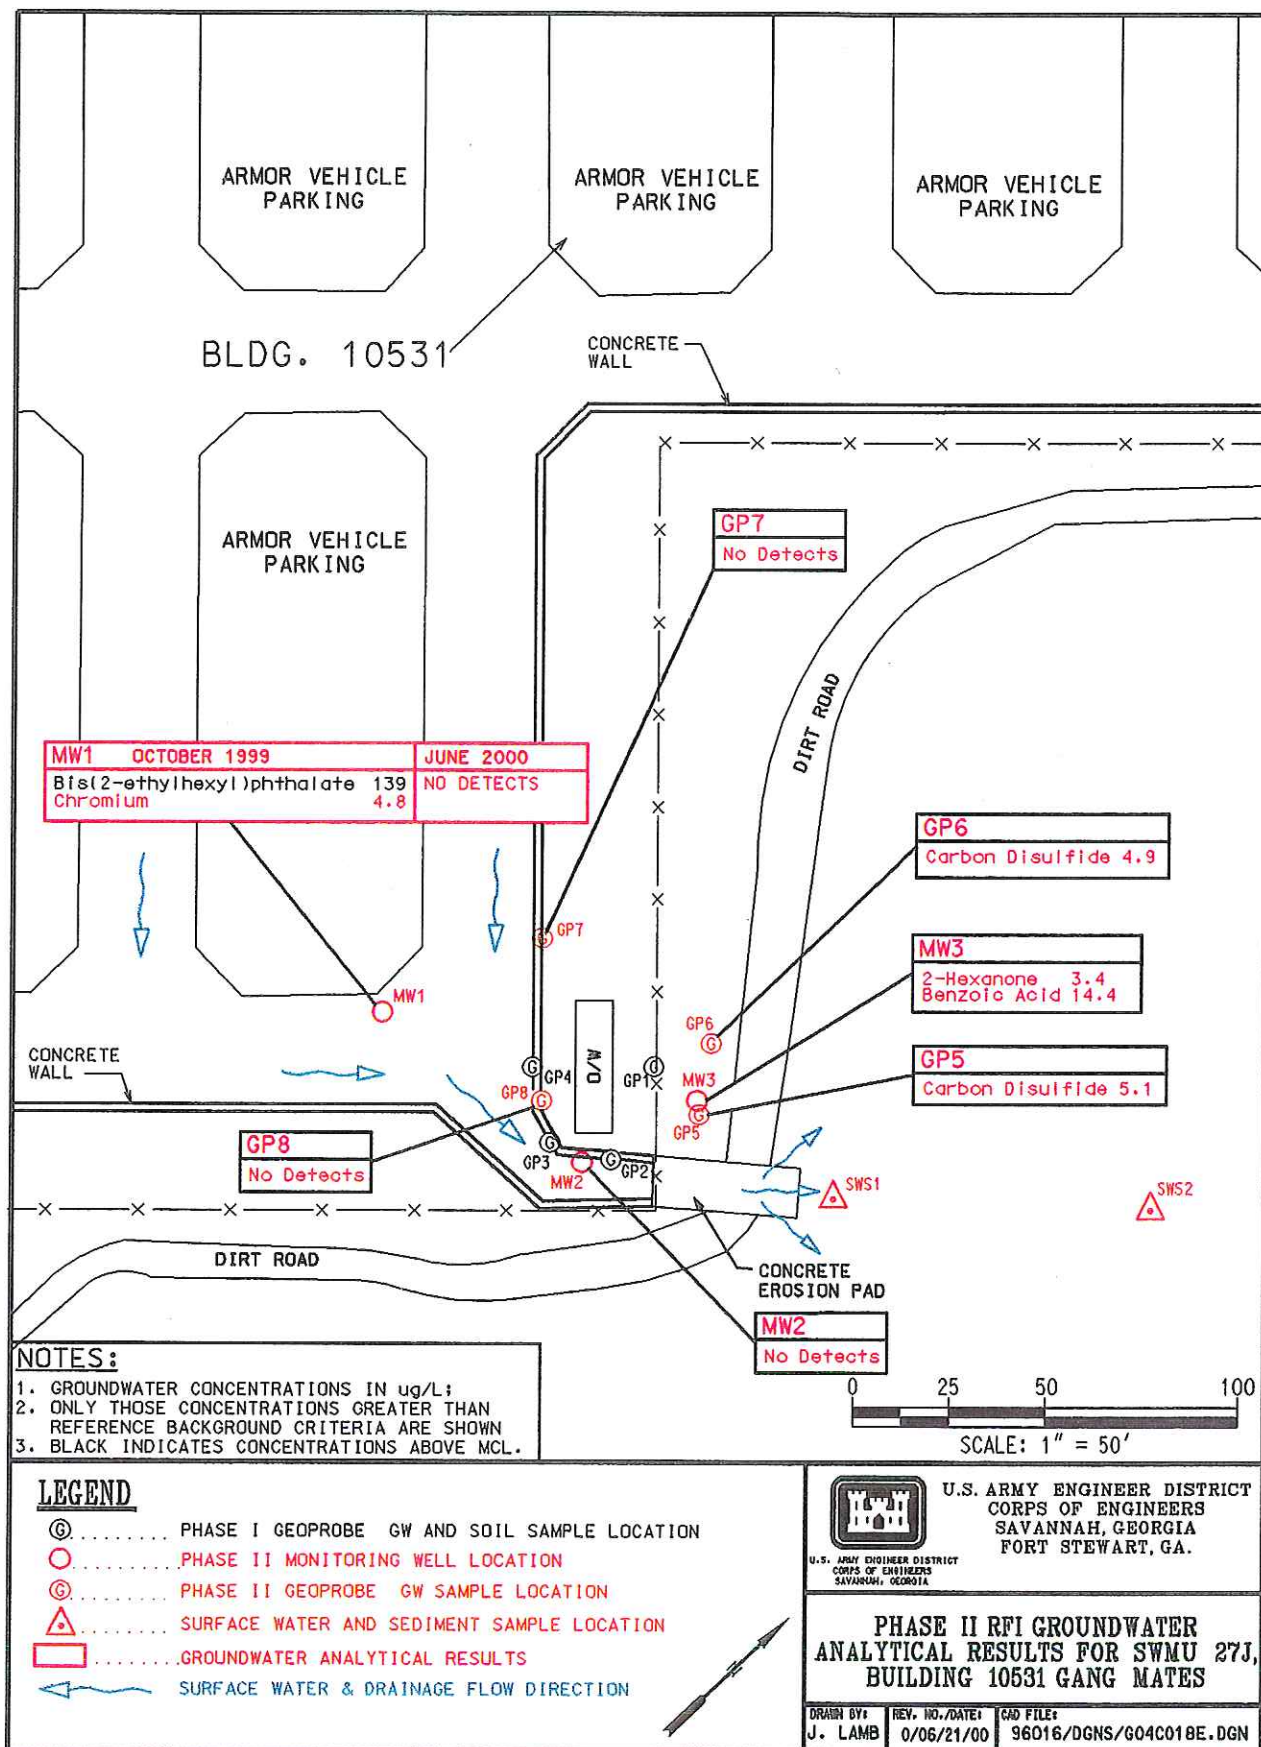 ARMOR VEHICLE
PARKING
ARMOR VEHICLE
PARKING
ARMOR VEHICLE
PARKING
BLDG. 10531
CONCRETE
WALL
ARMOR VEHICLE
PARKING
GP7
No Detects
DIRT ROAD
MW1 OCTOBER 1999 JUNE 2000
Bis(2-ethylhexyl)phthalate 139 NO DETECTS
Chromium 4.8
GP6
Carbon Disulfide 4.9
GP7
MW3
2-Hexanone 3.4
Benzoic Acid 14.4
MW1
GP6
CONCRETE
WALL
GP4
O/W
GP1
MW3
GP5
Carbon Disulfide 5.1
GP8
GP5
GP8
No Detects
GP3
GP2
MW2
SWS1
SWS2
DIRT ROAD
CONCRETE
EROSION PAD
MW2
No Detects
NOTES:
1. GROUNDWATER CONCENTRATIONS IN ug/L;
2. ONLY THOSE CONCENTRATIONS GREATER THAN
REFERENCE BACKGROUND CRITERIA ARE SHOWN
3. BLACK INDICATES CONCENTRATIONS ABOVE MCL.
0 25 50 100
SCALE: 1" = 50'
LEGEND
G ......... PHASE I GEOPROBE GW AND SOIL SAMPLE LOCATION
......... PHASE II MONITORING WELL LOCATION
G ......... PHASE II GEOPROBE GW SAMPLE LOCATION
......... SURFACE WATER AND SEDIMENT SAMPLE LOCATION
......... GROUNDWATER ANALYTICAL RESULTS
SURFACE WATER & DRAINAGE FLOW DIRECTION
N
U.S. ARMY ENGINEER DISTRICT
CORPS OF ENGINEERS
SAVANNAH, GEORGIA
U.S. ARMY ENGINEER DISTRICT
CORPS OF ENGINEERS
SAVANNAH, GEORGIA
FORT STEWART, GA.
PHASE II RFI GROUNDWATER
ANALYTICAL RESULTS FOR SWMU 27J,
BUILDING 10531 GANG MATES
DRAWN BY:
J. LAMB
REV. NO./DATE:
0/06/21/00
CAD FILE:
96016/DGNS/G04C018E.DGN